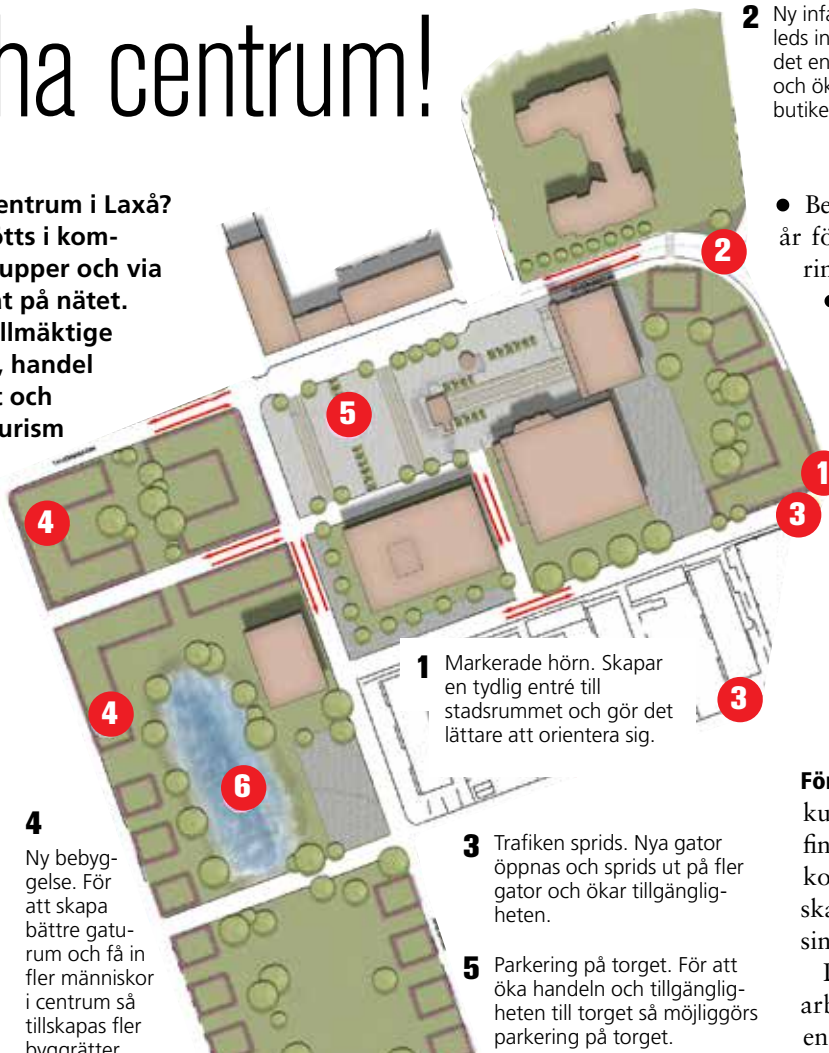 ha centrum!
entrum i Laxå?
ötts i kom-
upper och via
t på nätet.
llmäktige
, handel
t och
urism
2 Ny infa
leds in
det en
och ök
butike
• Be
år fö
rin
2
5
1
4
3
1 Markerade hörn. Skapar
en tydlig entré till
stadsrummet och gör det
lättare att orientera sig.
3
4
6
4
Ny bebyg-
gelse. För
att skapa
bättre gatu-
rum och få in
fler människor
i centrum så
tillskapas fler
byggrätter
3 Trafiken sprids. Nya gator
öppnas och sprids ut på fler
gator och ökar tillgänglig-
heten.
5 Parkering på torget. För att
öka handeln och tillgänglig-
heten till torget så möjliggörs
parkering på torget.
För
ku
fin
ko
ska
sin
arb
en